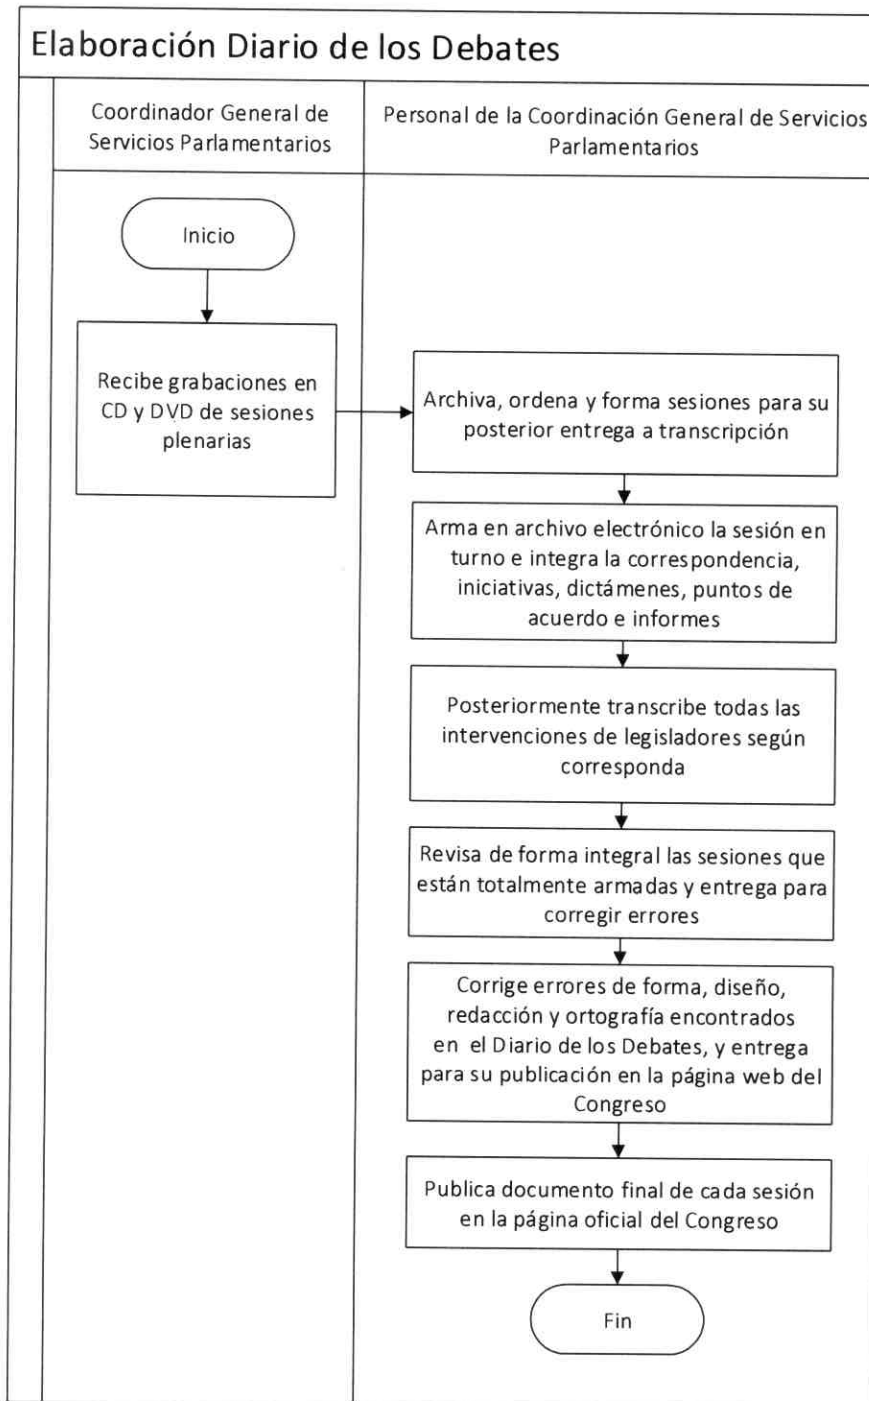 Elaboración Diario de los Debates
Coordinador General de
Servicios Parlamentarios
Personal de la Coordinación General de Servicios
Parlamentarios
Inicio
Recibe grabaciones en
CD y DVD de sesiones
plenarias
Archiva, ordena y forma sesiones para su
posterior entrega a transcripción
Arma en archivo electrónico la sesión en
turno e integra la correspondencia,
iniciativas, dictámenes, puntos de
acuerdo e informes
Posteriormente transcribe todas las
intervenciones de legisladores según
corresponda
Revisa de forma integral las sesiones que
están totalmente armadas y entrega para
corregir errores
Corrige errores de forma, diseño,
redacción y ortografía encontrados
en el Diario de los Debates, y entrega
para su publicación en la página web del
Congreso
Publica documento final de cada sesión
en la página oficial del Congreso
Fin